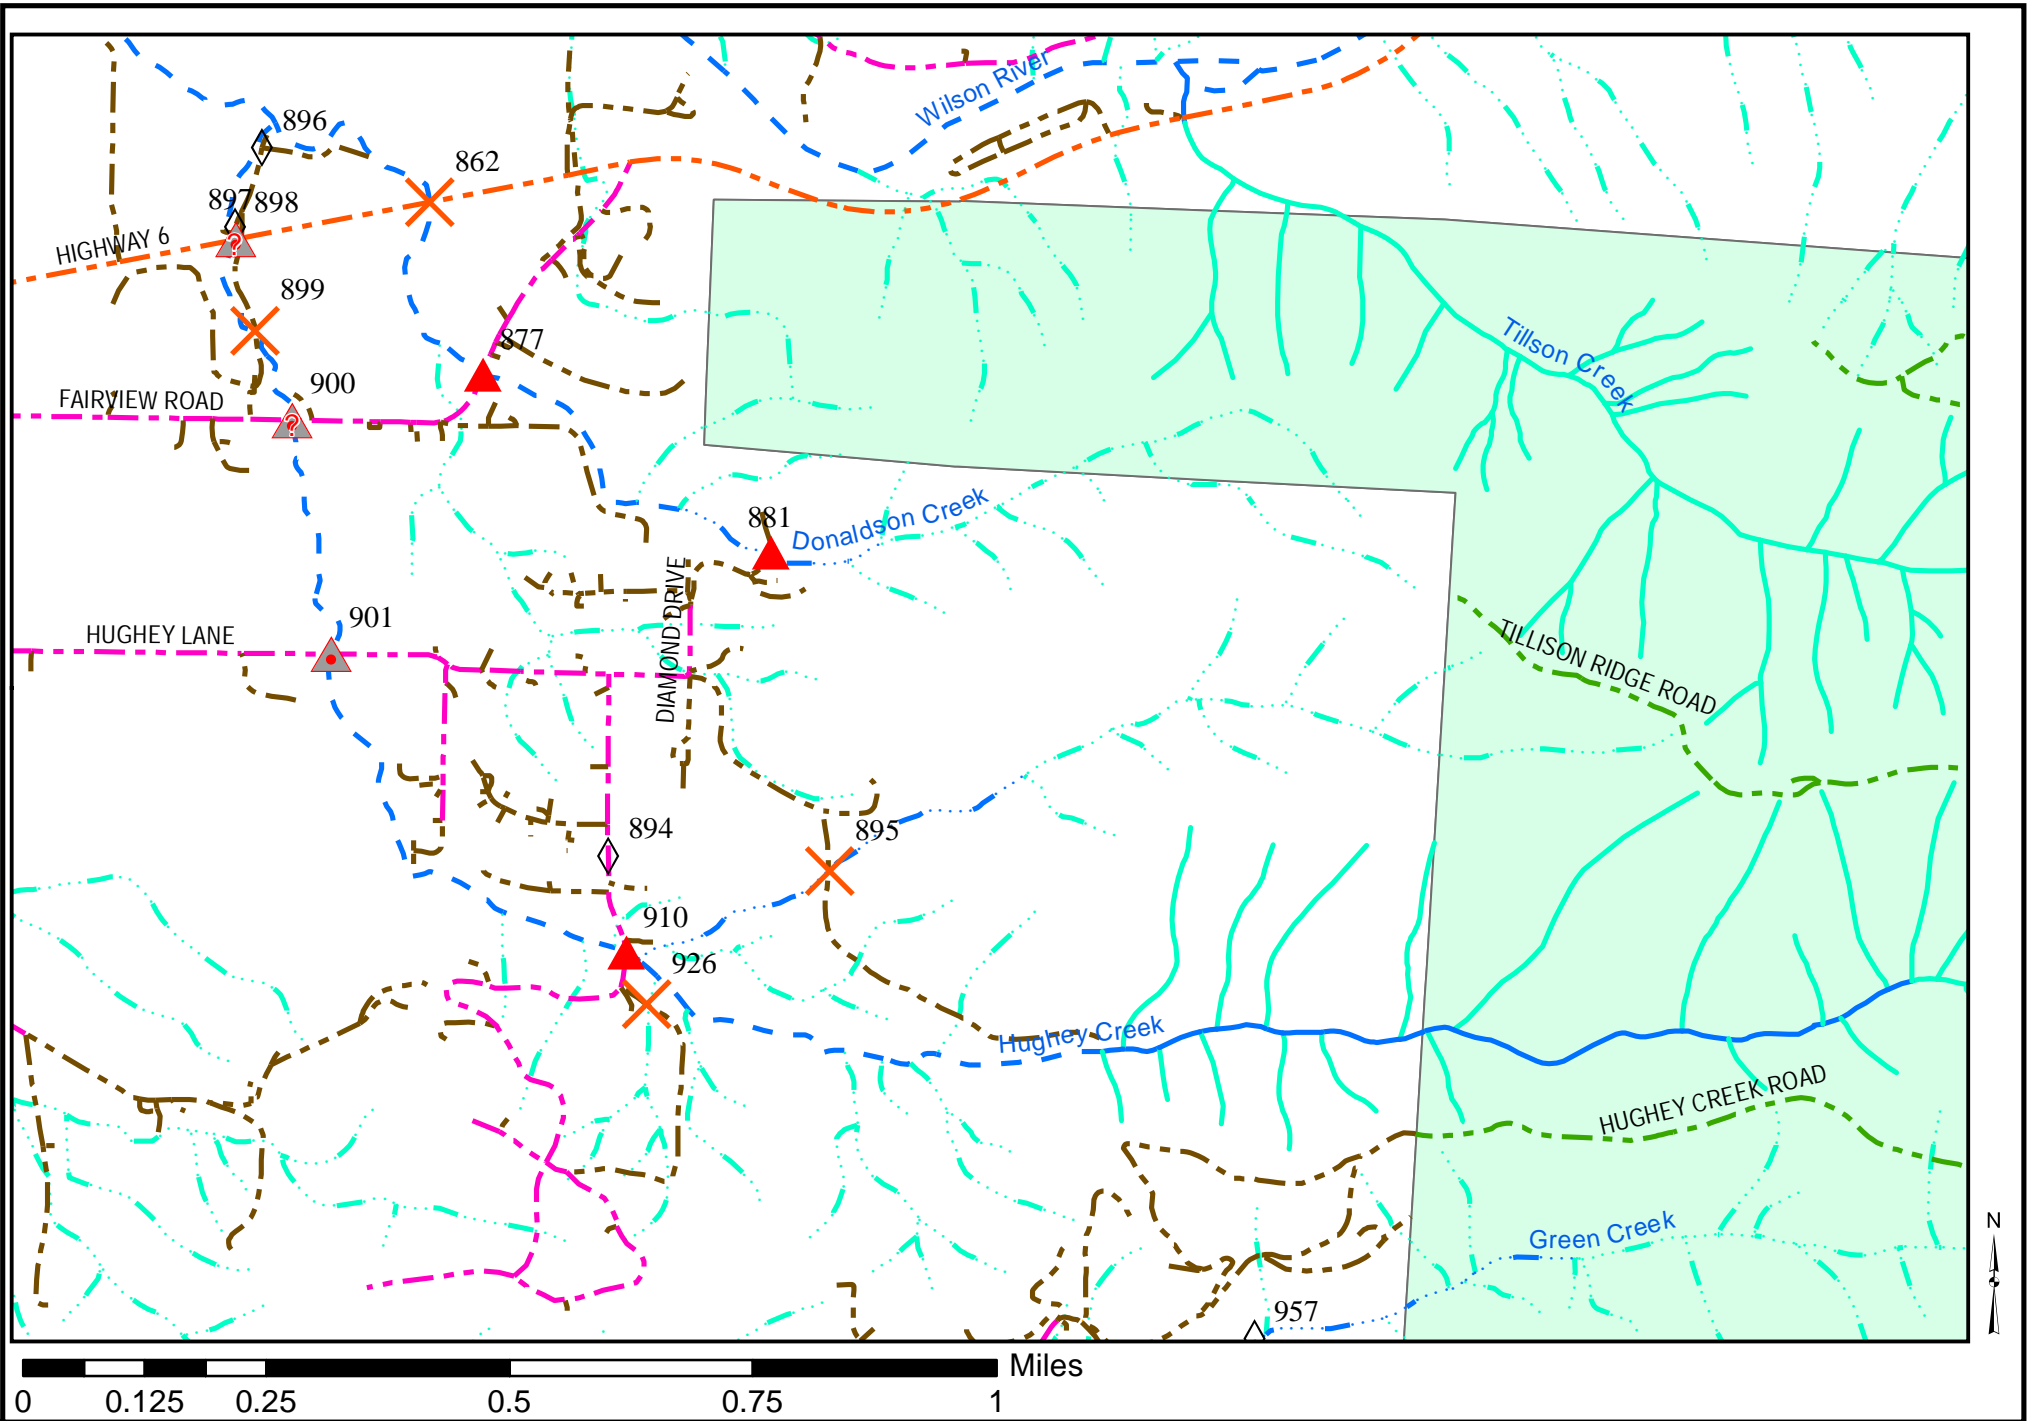 Wilson River
896
862
897
898
HIGHWAY 6
899
877
Tillson Creek
900
FAIRVIEW ROAD
881
Donaldson Creek
DIAMOND DRIVE
901
HUGHEY LANE
TILLISON RIDGE ROAD
894
895
910
926
Hughey Creek
HUGHEY CREEK ROAD
Green Creek
957
N
? 
?
Miles
0 0.125 0.25 0.5 0.75 1